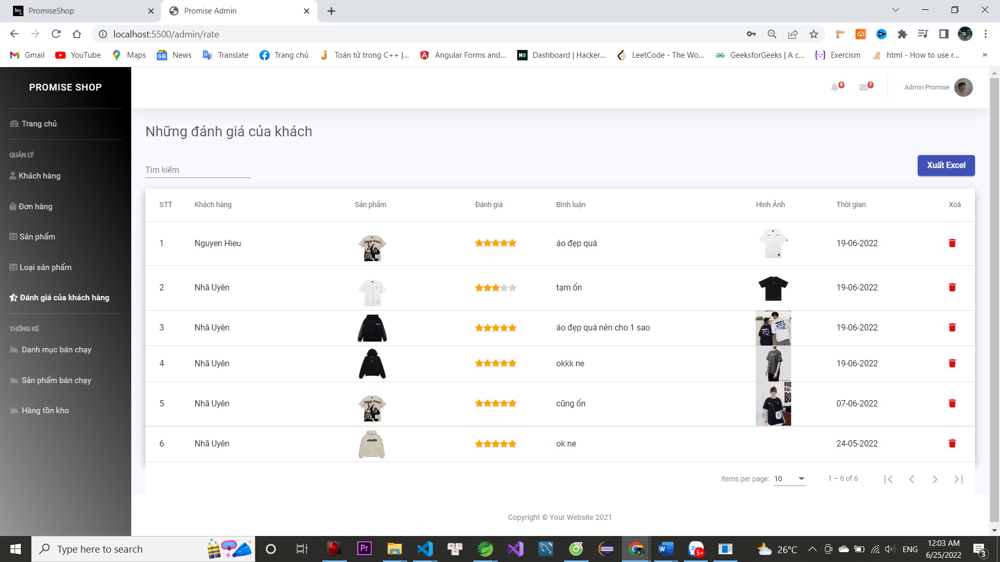 PromiseShop
Promise Admin
localhost:5500/admin/rate
Gmail
YouTube
Maps
News
Translate
Trang chủ
Toán tử trong C++ |...
Angular Forms and...
Dashboard | Hacker...
LeetCode - The Wo...
GeeksforGeeks | A c...
Exercism
html - How to use r...
»
PROMISE SHOP
0
7
Admin Promise
Trang chủ
QUẢN LÝ
Khách hàng
Đơn hàng
Sản phẩm
Loại sản phẩm
Đánh giá của khách hàng
THỐNG KÊ
Danh mục bán chạy
Sản phẩm bán chạy
Hàng tồn kho
Những đánh giá của khách
Tìm kiếm
Xuất Excel
STT Khách hàng Sản phẩm Đánh giá Bình luận Hình Ảnh Thời gian Xoá
1 Nguyen Hieu áo đẹp quá 19-06-2022
2 Nhã Uyên tạm ổn 19-06-2022
3 Nhã Uyên áo đẹp quá nên cho 1 sao 19-06-2022
4 Nhã Uyên okkk ne 19-06-2022
5 Nhã Uyên cũng ổn 07-06-2022
6 Nhã Uyên ok ne 24-05-2022
Items per page: 10 1 – 6 of 6
Copyright © Your Website 2021
Type here to search
Pr
5+
26°C
ENG
12:03 AM
6/25/2022
3